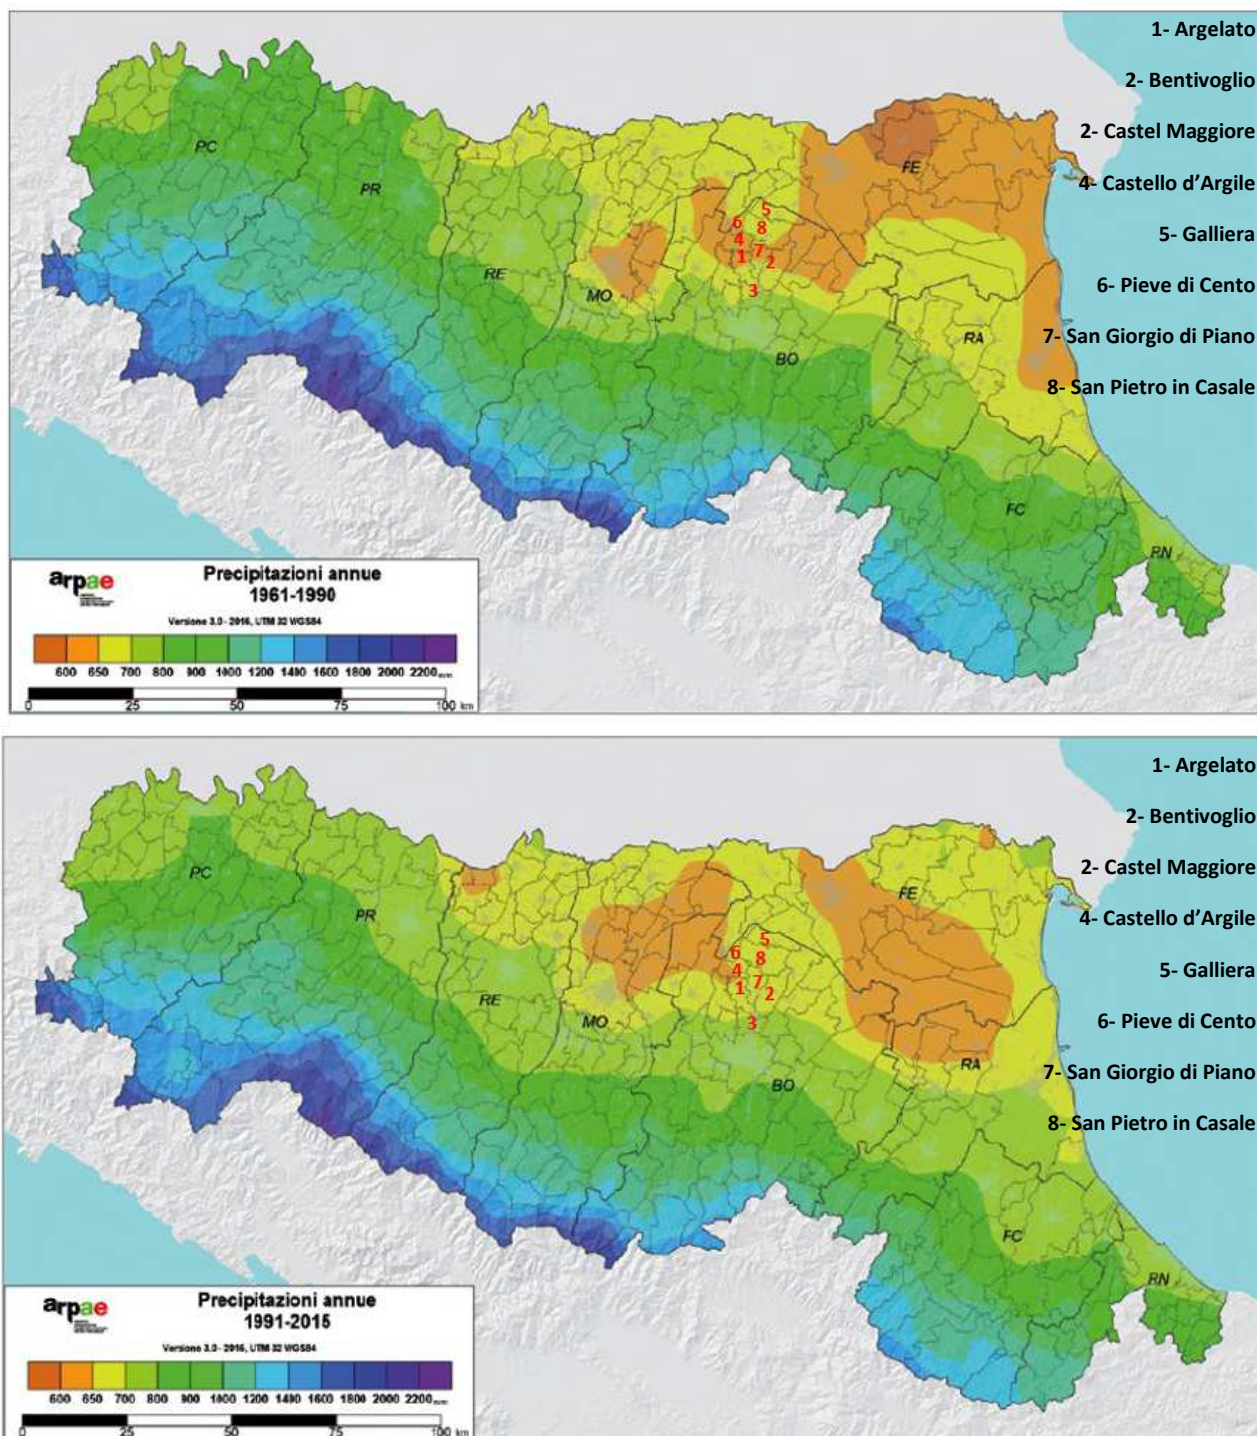 1- Argelato
2- Bentivoglio
2- Castel Maggiore
4- Castello d'Argile
5- Galliera
6- Pieve di Cento
7- San Giorgio di Piano
8- San Pietro in Casale
PC
PR
RE
MO
BO
FE
RA
FC
RN
5
6
8
4
7
1
2
3
arpae
Precipitazioni annue
1961-1990
Versione 3.0- 2016, UTM 32 WGS84
600 650 700 800 900 1000 1200 1400 1600 1800 2000 2200 mm
0 25 50 75 100 km
1- Argelato
2- Bentivoglio
2- Castel Maggiore
4- Castello d'Argile
5- Galliera
6- Pieve di Cento
7- San Giorgio di Piano
8- San Pietro in Casale
PC
PR
RE
MO
BO
FE
RA
FC
RN
5
6
8
4
7
1
2
3
arpae
Precipitazioni annue
1991-2015
Versione 3.0- 2016, UTM 32 WGS84
600 650 700 800 900 1000 1200 1400 1600 1800 2000 2200 mm
0 25 50 75 100 km